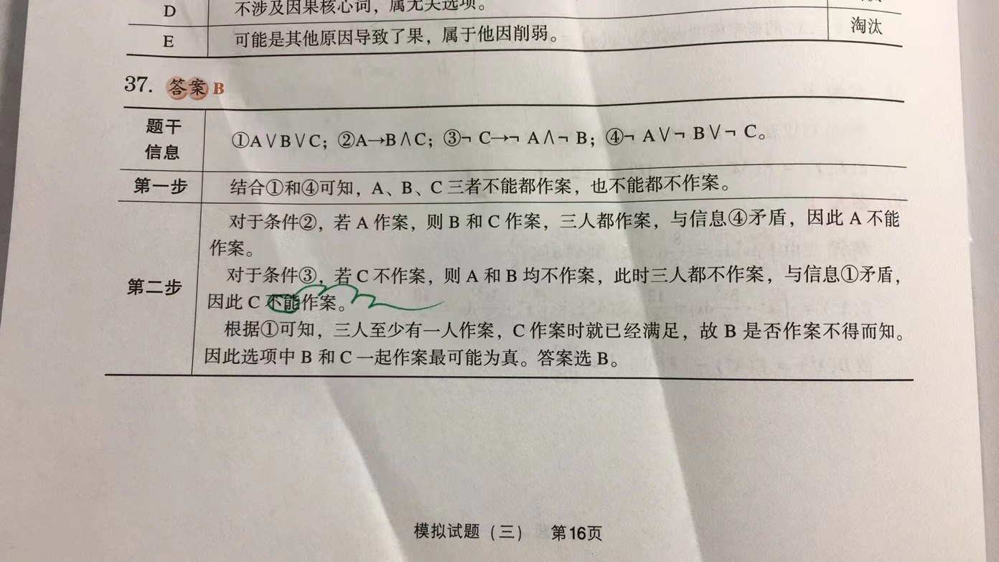 D 不涉及因果核心词，属无关选项。
E 可能是其他原因导致了果，属于他因削弱。 淘汰
37. 答案 B
题干信息 ①A∨B∨C；②A→B∧C；③¬ C→¬ A∧¬ B；④¬ A∨¬ B∨¬ C。
第一步 结合①和④可知，A、B、C 三者不能都作案，也不能都不作案。
第二步
对于条件②，若 A 作案，则 B 和 C 作案，三人都作案，与信息④矛盾，因此 A 不能
作案。
对于条件③，若 C 不作案，则 A 和 B 均不作案，此时三人都不作案，与信息①矛盾，
因此 C 不能作案。
根据①可知，三人至少有一人作案，C 作案时就已经满足，故 B 是否作案不得而知。
因此选项中 B 和 C 一起作案最可能为真。答案选 B。
模拟试题（三） 第16页